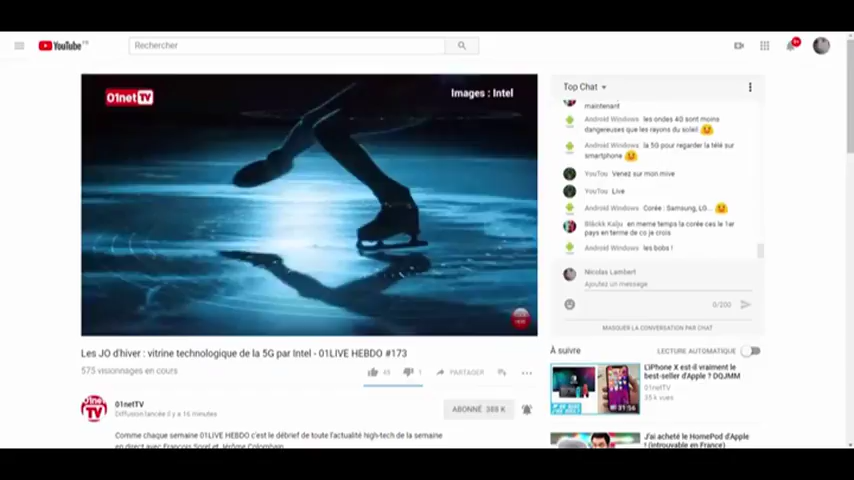 YouTube FR
Rechercher
9+
01net TV
Images : Intel
Top Chat
maintenant
Android Windows les ondes 4G sont moins
dangereuses que les rayons du soleil
Android Windows la 5G pour regarder la télé sur
smartphone
YouTou Venez sur mon mive
YouTou Live
Android Windows Corée : Samsung, LG...
Bläckk Kaiju en meme temps la corée ces le 1er
pays en terme de co je crois
Android Windows les bobs !
Nicolas Lambert
Ajoutez un message
0/200
MASQUER LA CONVERSATION PAR CHAT
Les JO d'hiver : vitrine technologique de la 5G par Intel - 01LIVE HEBDO #173
575 visionnages en cours
1
PARTAGER
01netTV
Diffusion lancée il y a 16 minutes
ABONNÉ 388 K
Comme chaque semaine 01LIVE HEBDO c'est le débrief de toute l'actualité high-tech de la semaine
en direct avec François Sorel et Jérôme Colombain
À suivre
LECTURE AUTOMATIQUE
L'iPhone X est-il vraiment le
best-seller d'Apple ? DQJMM
01netTV
35 k vues
31:56
J'ai acheté le HomePod d'Apple
! (introuvable en France)